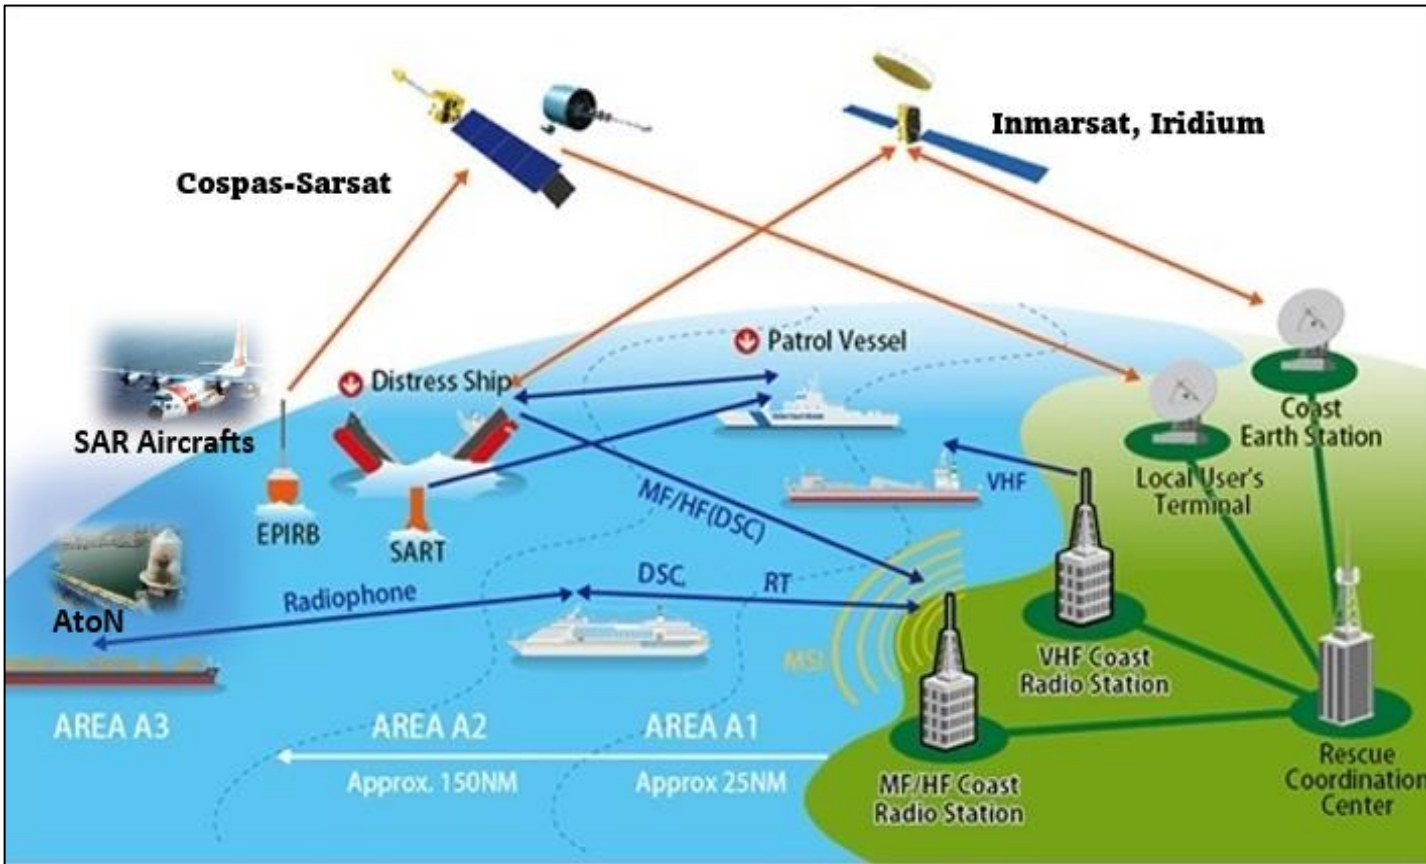 Inmarsat, Iridium
Cospas-Sarsat
Patrol Vessel
Distress Ship
SAR Aircrafts
Coast
Earth Station
Local User's
Terminal
VHF
MF/HF(DSC)
EPIRB
SART
DSC
RT
Radiophone
AtoN
MSI
VHF Coast
Radio Station
AREA A3
AREA A2
AREA A1
Approx. 150NM
Approx 25NM
MF/HF Coast
Radio Station
Rescue
Coordination
Center